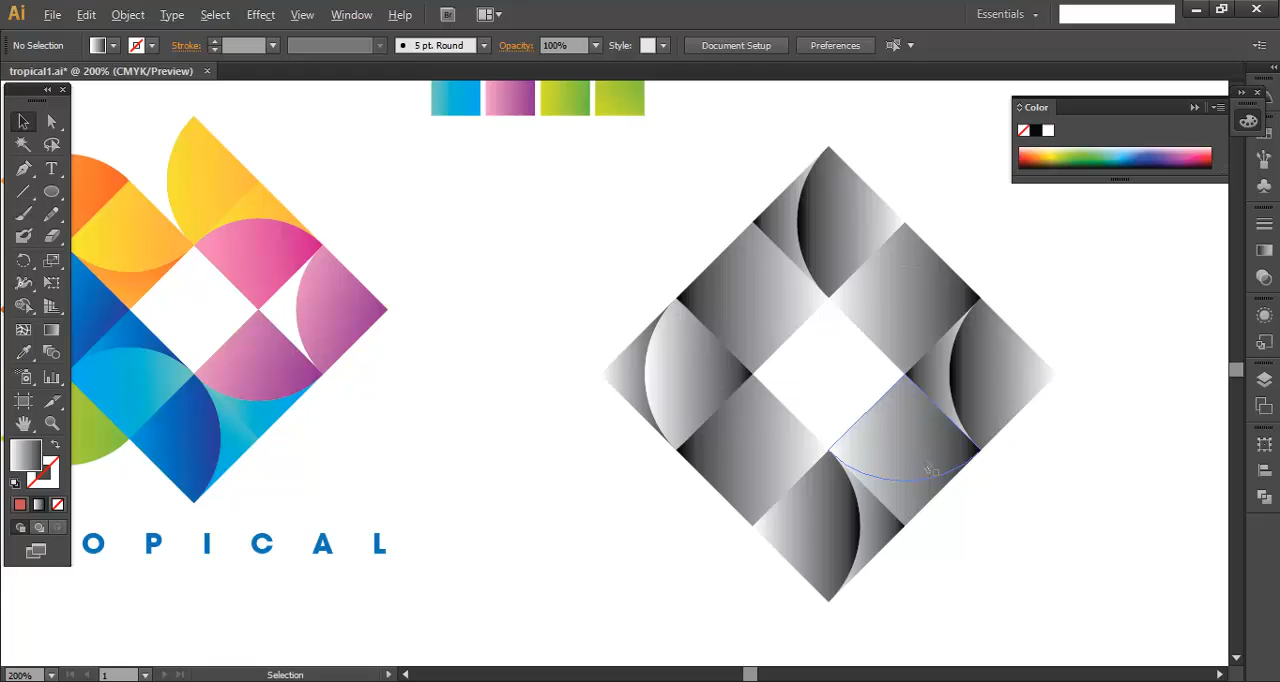 Ai File Edit Object Type Select Effect View Window Help Br Essentials
No Selection Stroke: 5 pt. Round Opacity: 100% Style: Document Setup Preferences
tropical1.ai* @ 200% (CMYK/Preview)
Color
T
O P I C A L
200% 1 Selection